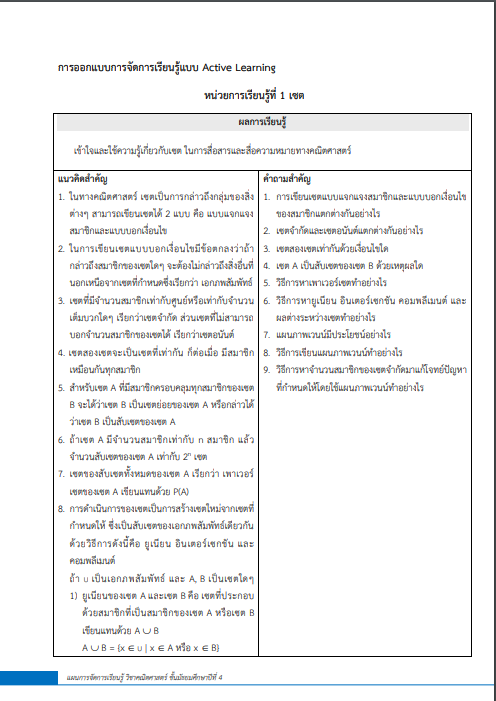 การออกแบบการจัดการเรียนรู้แบบ Active Learning
หน่วยการเรียนรู้ที่ 1 เซต
ผลการเรียนรู้
เข้าใจและใช้ความรู้เกี่ยวกับเซต ในการสื่อสารและสื่อความหมายทางคณิตศาสตร์
แนวคิดสำคัญ
1. ในทางคณิตศาสตร์ เซตเป็นการกล่าวถึงกลุ่มของสิ่ง
ต่างๆ สามารถเขียนเซตได้ 2 แบบ คือ แบบแจกแจง
สมาชิกและแบบบอกเงื่อนไข
2. ในการเขียนเซตแบบบอกเงื่อนไขมีข้อตกลงว่าถ้า
กล่าวถึงสมาชิกของเซตใดๆ จะต้องไม่กล่าวถึงสิ่งอื่นที่
นอกเหนือจากเซตที่กำหนดซึ่งเรียกว่า เอกภพสัมพัทธ์
3. เซตที่มีจำนวนสมาชิกเท่ากับศูนย์หรือเท่ากับจำนวน
เต็มบวกใดๆ เรียกว่าเซตจำกัด ส่วนเซตที่ไม่สามารถ
บอกจำนวนสมาชิกของเซตได้ เรียกว่าเซตอนันต์
4. เซตสองเซตจะเป็นเซตที่เท่ากัน ก็ต่อเมื่อ มีสมาชิก
เหมือนกันทุกสมาชิก
5. สำหรับเซต A ที่มีสมาชิกครอบคลุมทุกสมาชิกของเซต
B จะได้ว่าเซต B เป็นเซตย่อยของเซต A หรือกล่าวได้
ว่าเซต B เป็นสับเซตของเซต A
6. ถ้าเซต A มีจำนวนสมาชิกเท่ากับ n สมาชิก แล้ว
จำนวนสับเซตของเซต A เท่ากับ 2ⁿ เซต
7. เซตของสับเซตทั้งหมดของเซต A เรียกว่า เพาเวอร์
เซตของเซต A เขียนแทนด้วย P(A)
8. การดำเนินการของเซตเป็นการสร้างเซตใหม่จากเซตที่
กำหนดให้ ซึ่งเป็นสับเซตของเอกภพสัมพัทธ์เดียวกัน
ด้วยวิธีการดังนี้คือ ยูเนียน อินเตอร์เซกชัน และ
คอมพลีเมนต์
ถ้า ∪ เป็นเอกภพสัมพัทธ์ และ A, B เป็นเซตใดๆ
1) ยูเนียนของเซต A และเซต B คือ เซตที่ประกอบ
ด้วยสมาชิกที่เป็นสมาชิกของเซต A หรือเซต B
เขียนแทนด้วย A ∪ B
A ∪ B = {x ∈ ∪ | x ∈ A หรือ x ∈ B}
คำถามสำคัญ
1. การเขียนเซตแบบแจกแจงสมาชิกและแบบบอกเงื่อนไข
ของสมาชิกแตกต่างกันอย่างไร
2. เซตจำกัดและเซตอนันต์แตกต่างกันอย่างไร
3. เซตสองเซตเท่ากันด้วยเงื่อนไขใด
4. เซต A เป็นสับเซตของเซต B ด้วยเหตุผลใด
5. วิธีการหาเพาเวอร์เซตทำอย่างไร
6. วิธีการหายูเนียน อินเตอร์เซกชัน คอมพลีเมนต์ และ
ผลต่างระหว่างเซตทำอย่างไร
7. แผนภาพเวนน์มีประโยชน์อย่างไร
8. วิธีการเขียนแผนภาพเวนน์ทำอย่างไร
9. วิธีการหาจำนวนสมาชิกของเซตจำกัดมาแก้โจทย์ปัญหา
ที่กำหนดให้โดยใช้แผนภาพเวนน์ทำอย่างไร
แผนการจัดการเรียนรู้ วิชาคณิตศาสตร์ ชั้นมัธยมศึกษาปีที่ 4